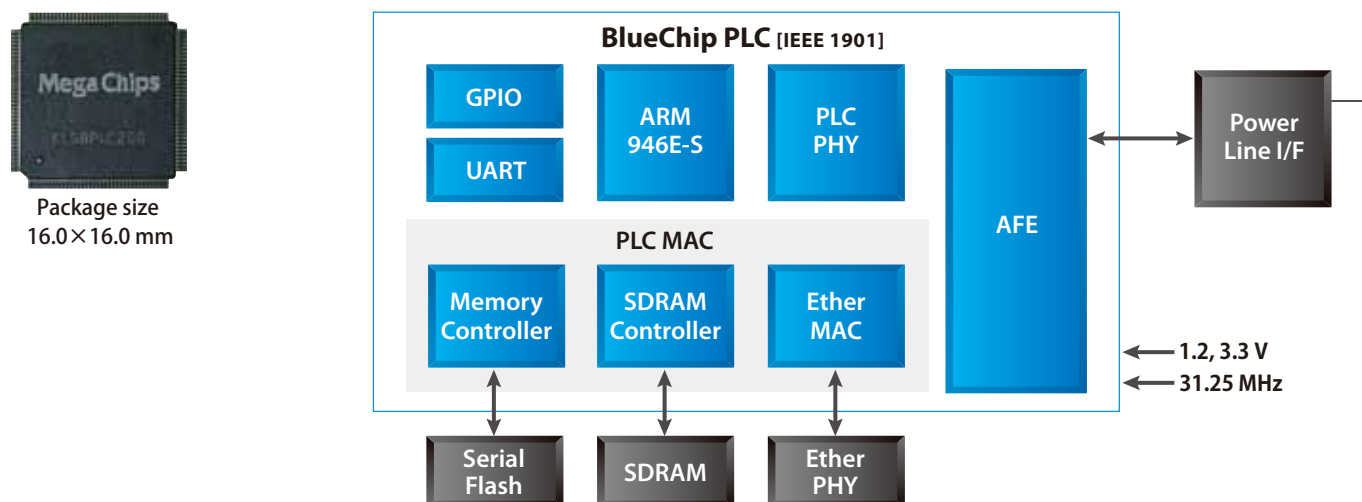 MegaChips
KL5BPLC200
Package size
16.0×16.0 mm
BlueChip PLC [IEEE 1901]
GPIO
UART
ARM
946E-S
PLC
PHY
AFE
Power
Line I/F
PLC MAC
Memory
Controller
SDRAM
Controller
Ether
MAC
1.2, 3.3 V
31.25 MHz
Serial
Flash
SDRAM
Ether
PHY